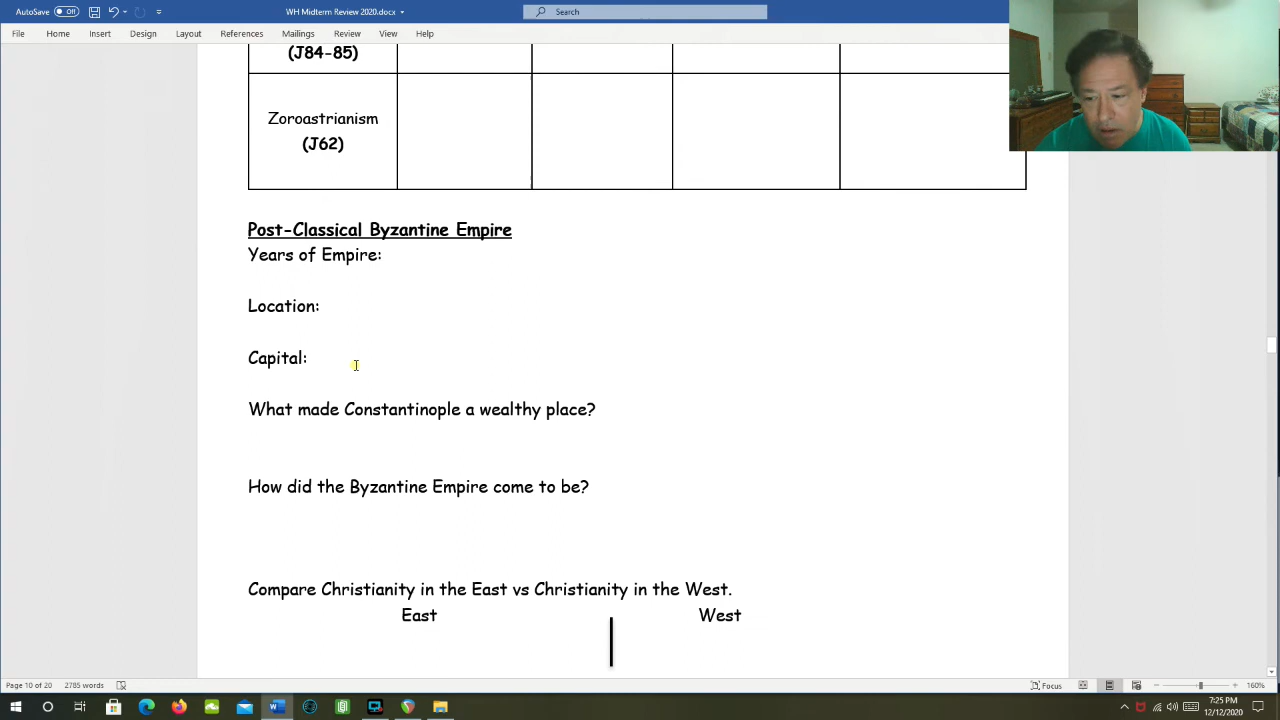 AutoSave Off
WH Midterm Review 2020.docx
Search
File Home Insert Design Layout References Mailings Review View Help
(J84-85)
Zoroastrianism
(J62)
Post-Classical Byzantine Empire
Years of Empire:
Location:
Capital:
What made Constantinople a wealthy place?
How did the Byzantine Empire come to be?
Compare Christianity in the East vs Christianity in the West.
East West
Page 10 of 20 2785 words Focus 160%
7:25 PM
12/12/2020